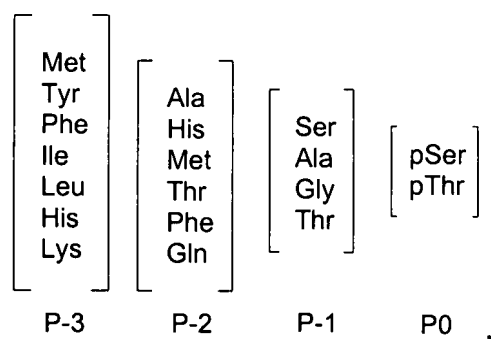 Met
Tyr
Phe
Ile
Leu
His
Lys
Ala
His
Met
Thr
Phe
Gln
Ser
Ala
Gly
Thr
pSer
pThr
P-3 P-2 P-1 P0 .